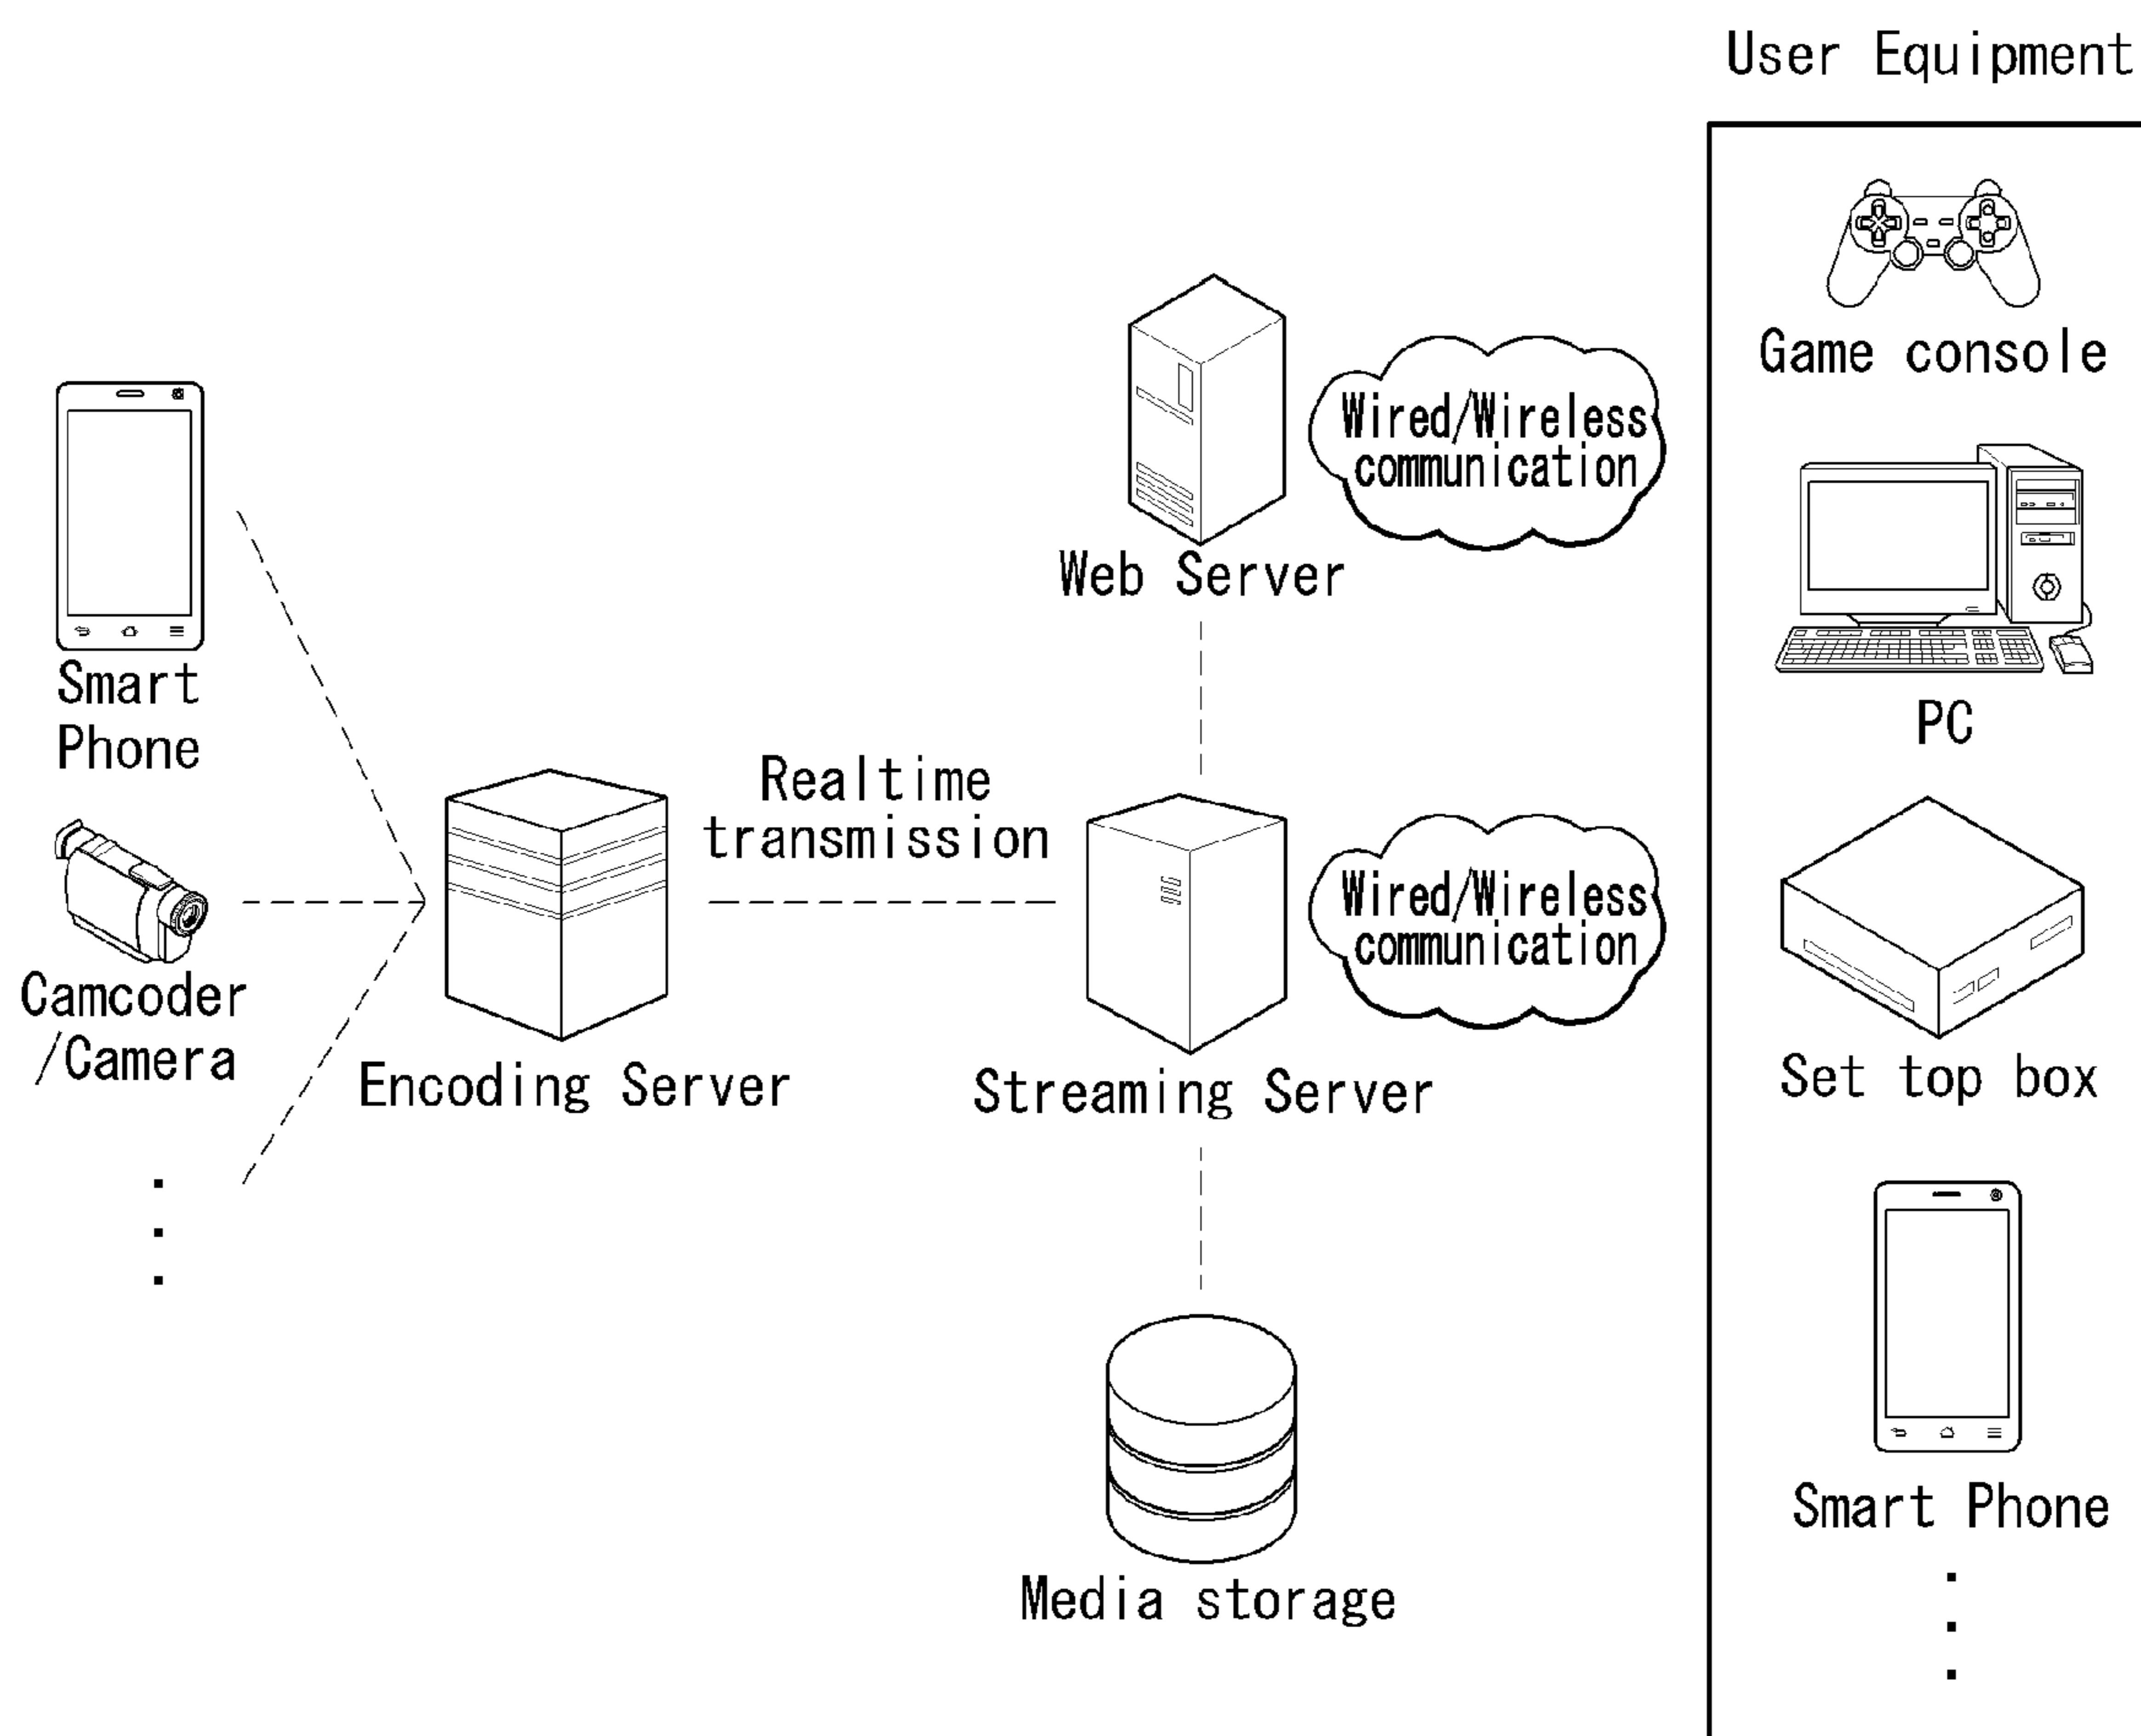 User Equipment
Game console
Wired/Wireless
communication
Web Server
Smart
Phone
PC
Realtime
transmission
Wired/Wireless
communication
Camcoder
/Camera
Encoding Server
Streaming Server
Set top box
Smart Phone
Media storage